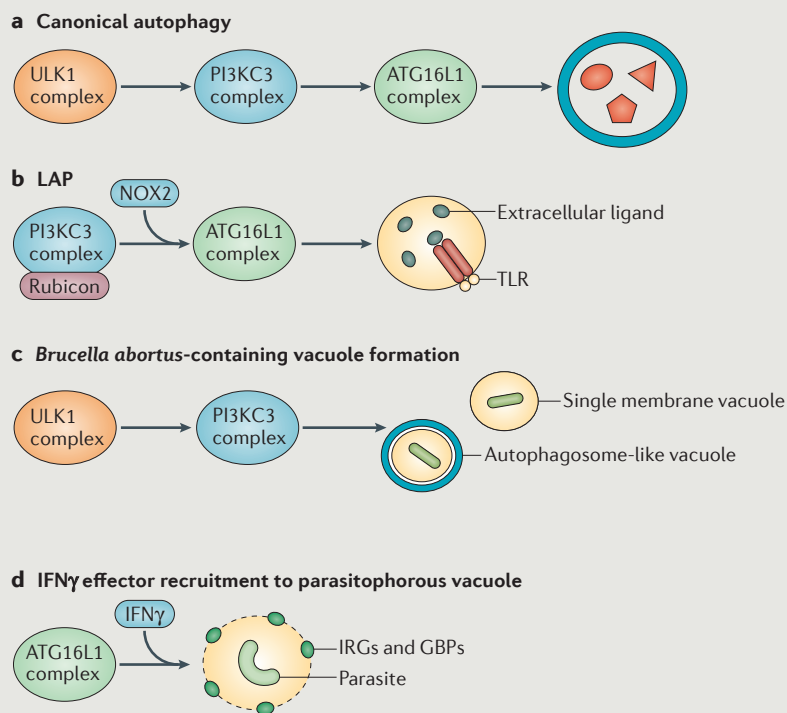 a Canonical autophagy
ULK1
complex
PI3KC3
complex
ATG16L1
complex
b LAP
NOX2
PI3KC3
complex
Rubicon
ATG16L1
complex
Extracellular ligand
TLR
c Brucella abortus-containing vacuole formation
ULK1
complex
PI3KC3
complex
Single membrane vacuole
Autophagosome-like vacuole
d IFNγ effector recruitment to parasitophorous vacuole
IFNγ
ATG16L1
complex
IRGs and GBPs
Parasite